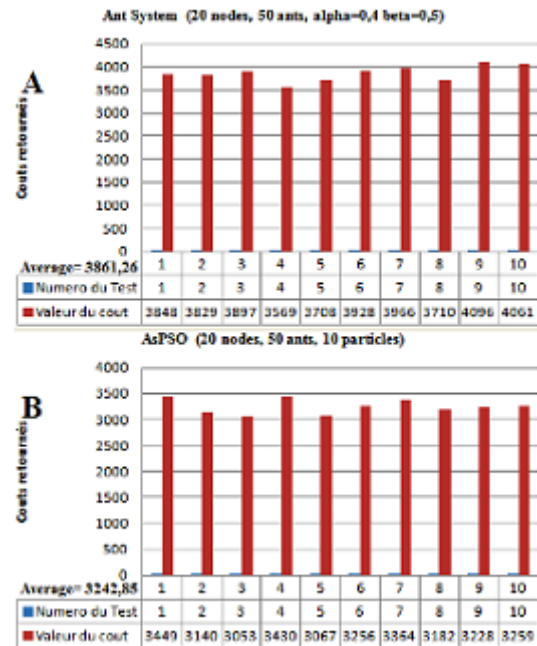 Ant System (20 nodes, 50 ants, alpha=0,4 beta=0,5)
A
Couts retournés
4500
4000
3500
3000
2500
2000
1500
1000
500
0
Average= 3861,26
1 2 3 4 5 6 7 8 9 10
Numero du Test 1 2 3 4 5 6 7 8 9 10
Valeur du cout 3848 3829 3897 3569 3708 3928 3966 3710 4096 4061
AsPSO (20 nodes, 50 ants, 10 particles)
B
Couts retournés
4000
3500
3000
2500
2000
1500
1000
500
0
Average= 3242,85
1 2 3 4 5 6 7 8 9 10
Numero du Test 1 2 3 4 5 6 7 8 9 10
Valeur du cout 3449 3140 3053 3430 3067 3256 3364 3182 3228 3259